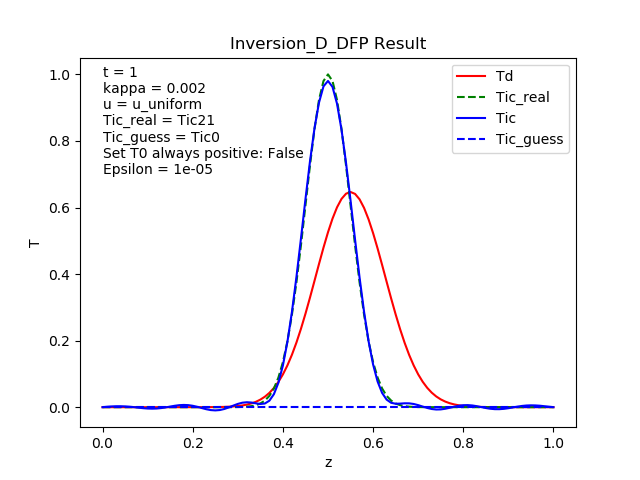 Inversion_D_DFP Result
t = 1
kappa = 0.002
u = u_uniform
Tic_real = Tic21
Tic_guess = Tic0
Set T0 always positive: False
Epsilon = 1e-05
Td
Tic_real
Tic
Tic_guess
1.0
0.8
0.6
0.4
0.2
0.0
T
0.0 0.2 0.4 0.6 0.8 1.0
z